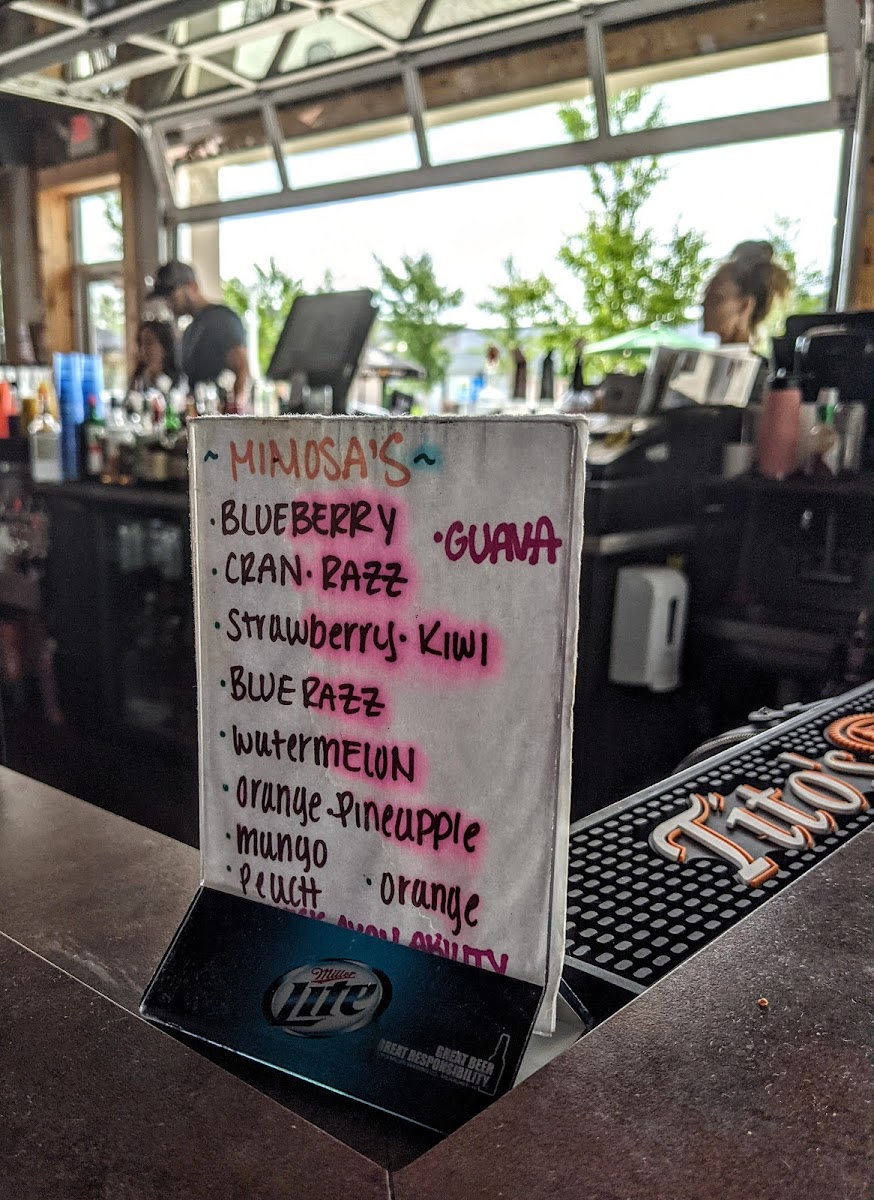 ~ MIMOSA'S ~
• BLUEBERRY
• GUAVA
• CRAN • RAZZ
• Strawberry • KIWI
• BLUE RAZZ
• watermELON
• orange • Pineapple
• mango
• PEACH • orange
AVAILABILITY
Miller
Lite
GREAT BEER
GREAT RESPONSIBILITY
Tito's